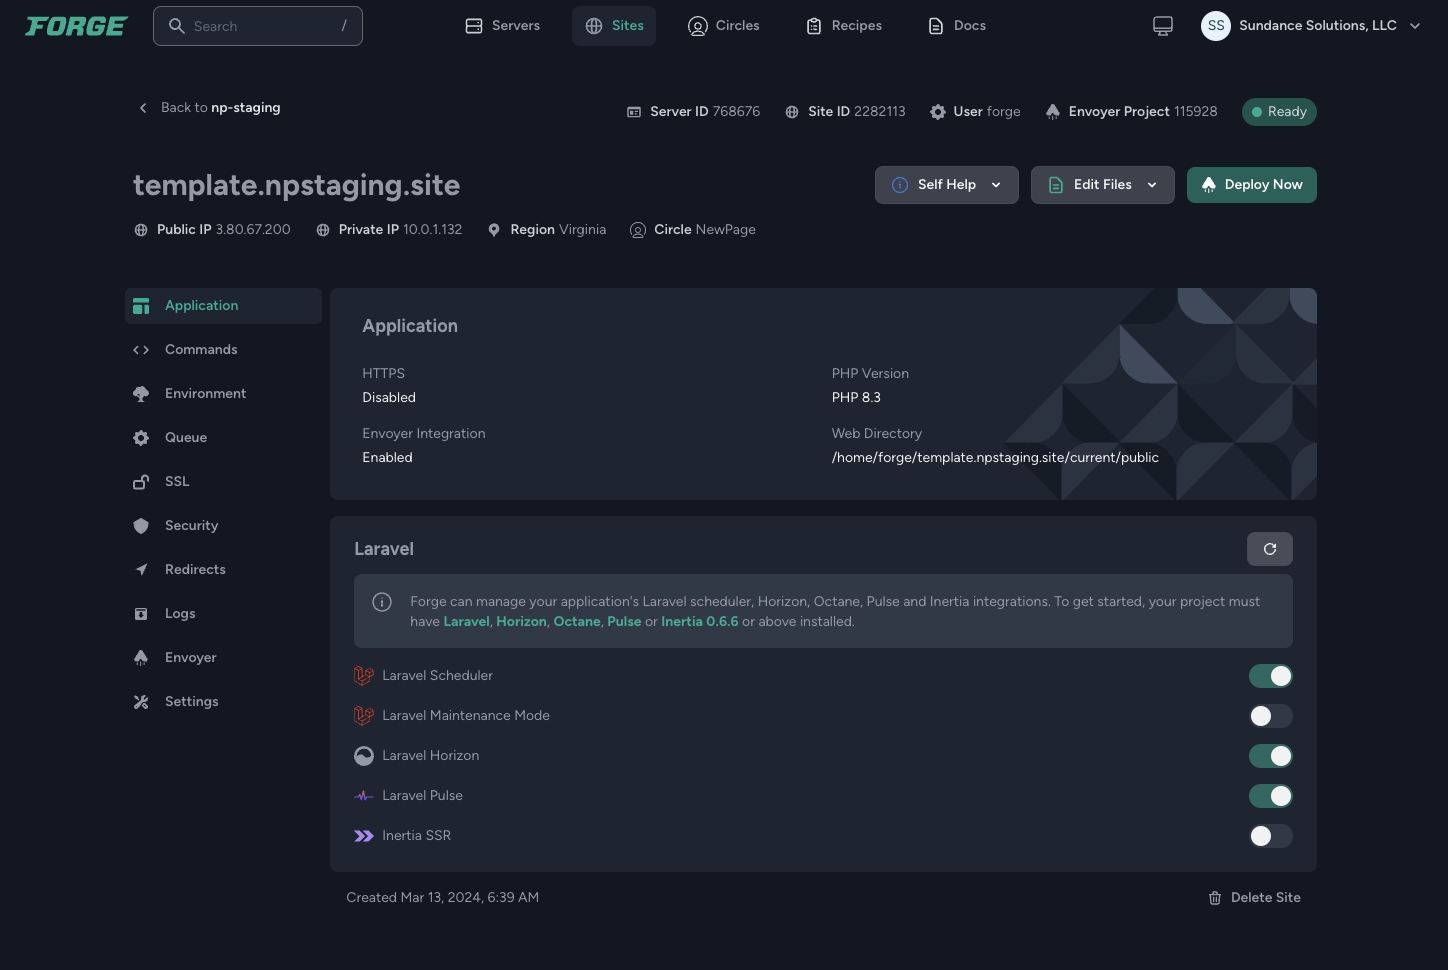 FORGE
Search /
Servers
Sites
Circles
Recipes
Docs
SS Sundance Solutions, LLC
Back to np-staging
Server ID 768676
Site ID 2282113
User forge
Envoyer Project 115928
Ready
template.npstaging.site
Self Help
Edit Files
Deploy Now
Public IP 3.80.67.200
Private IP 10.0.1.132
Region Virginia
Circle NewPage
Application
Commands
Environment
Queue
SSL
Security
Redirects
Logs
Envoyer
Settings
Application
HTTPS
Disabled
PHP Version
PHP 8.3
Envoyer Integration
Enabled
Web Directory
/home/forge/template.npstaging.site/current/public
Laravel
Forge can manage your application's Laravel scheduler, Horizon, Octane, Pulse and Inertia integrations. To get started, your project must
have Laravel, Horizon, Octane, Pulse or Inertia 0.6.6 or above installed.
Laravel Scheduler
Laravel Maintenance Mode
Laravel Horizon
Laravel Pulse
Inertia SSR
Created Mar 13, 2024, 6:39 AM
Delete Site